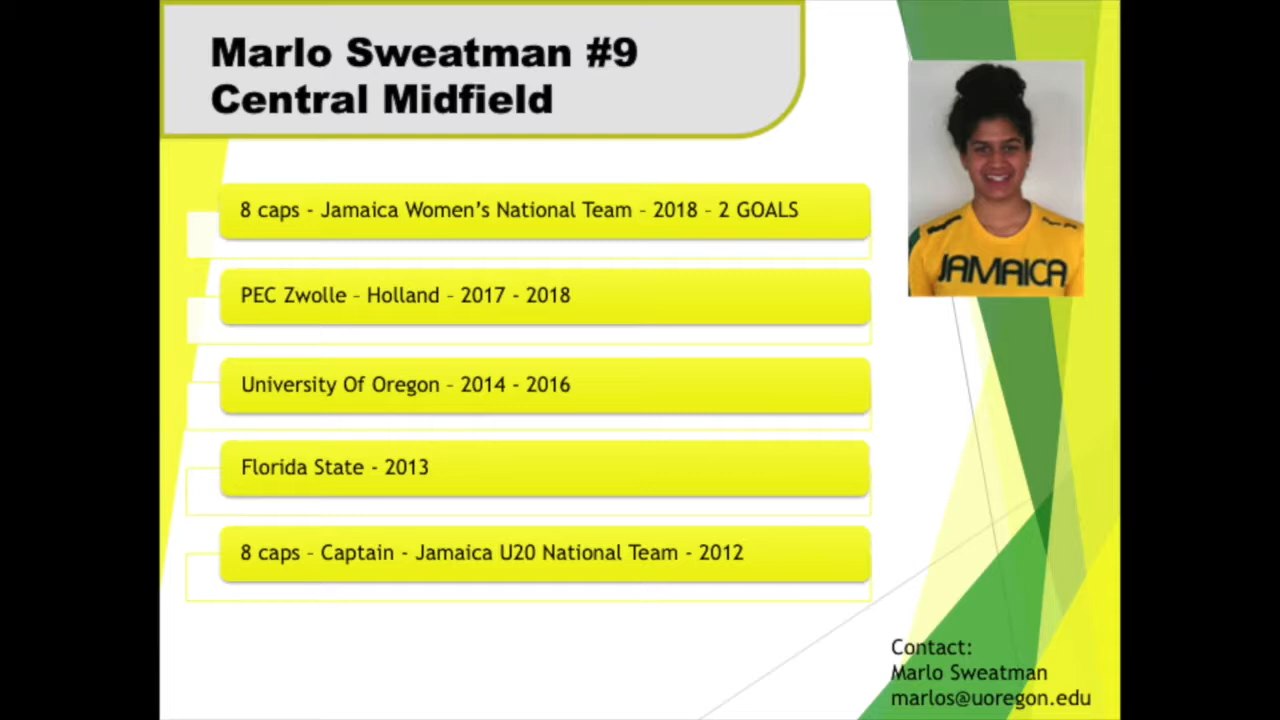 Marlo Sweatman #9
Central Midfield
8 caps - Jamaica Women's National Team – 2018 – 2 GOALS
PEC Zwolle – Holland – 2017 - 2018
University Of Oregon – 2014 - 2016
Florida State - 2013
8 caps – Captain - Jamaica U20 National Team - 2012
JAMAICA
Contact:
Marlo Sweatman
marlos@uoregon.edu